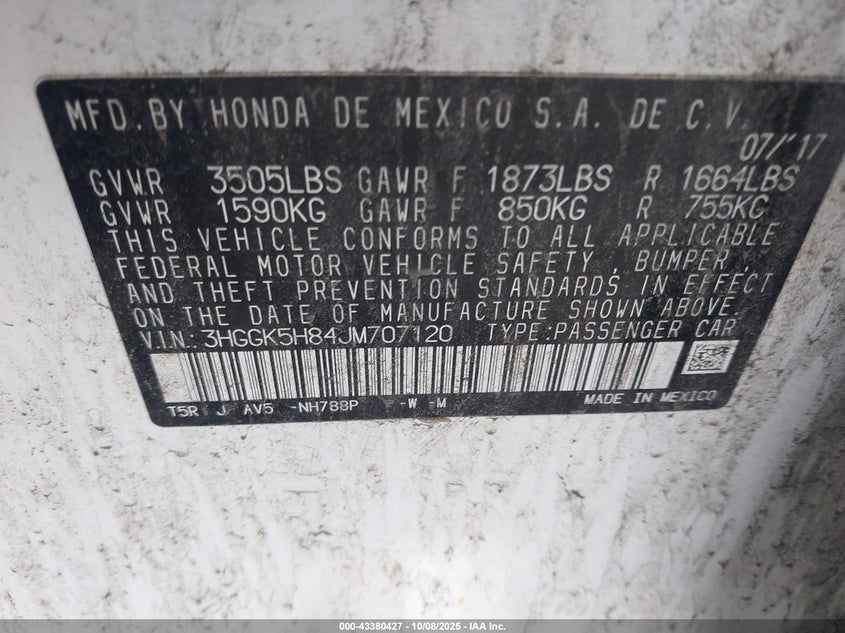 MFD. BY HONDA DE MEXICO S.A. DE C.V.
07/'17
GVWR 3505LBS GAWR F 1873LBS R 1664LBS
GVWR 1590KG GAWR F 850KG R 755KG
THIS VEHICLE CONFORMS TO ALL APPLICABLE
FEDERAL MOTOR VEHICLE SAFETY, BUMPER,
AND THEFT PREVENTION STANDARDS IN EFFECT
ON THE DATE OF MANUFACTURE SHOWN ABOVE.
V.I.N.: 3HGGK5H84JM707120 TYPE:PASSENGER CAR
T5R J AV5 -NH788P -W -M MADE IN MEXICO
000-43380427 - 10/08/2025 - IAA Inc.